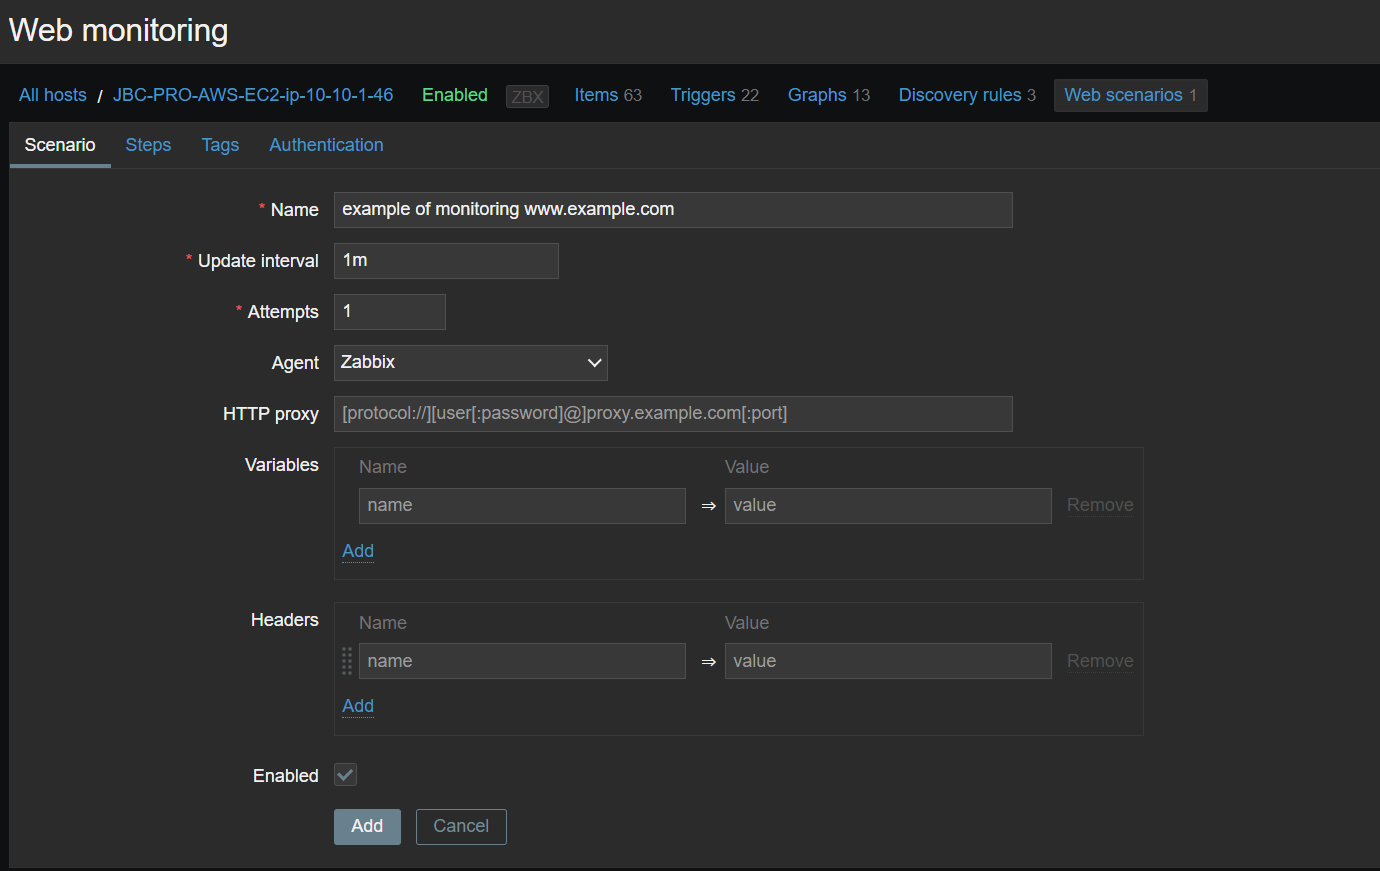 Web monitoring
All hosts / JBC-PRO-AWS-EC2-ip-10-10-1-46 Enabled ZBX Items 63 Triggers 22 Graphs 13 Discovery rules 3 Web scenarios 1
Scenario Steps Tags Authentication
* Name example of monitoring www.example.com
* Update interval 1m
* Attempts 1
Agent Zabbix
HTTP proxy [protocol://][user[:password]@]proxy.example.com[:port]
Variables Name Value
name ⇒ value Remove
Add
Headers Name Value
name ⇒ value Remove
Add
Enabled
Add Cancel